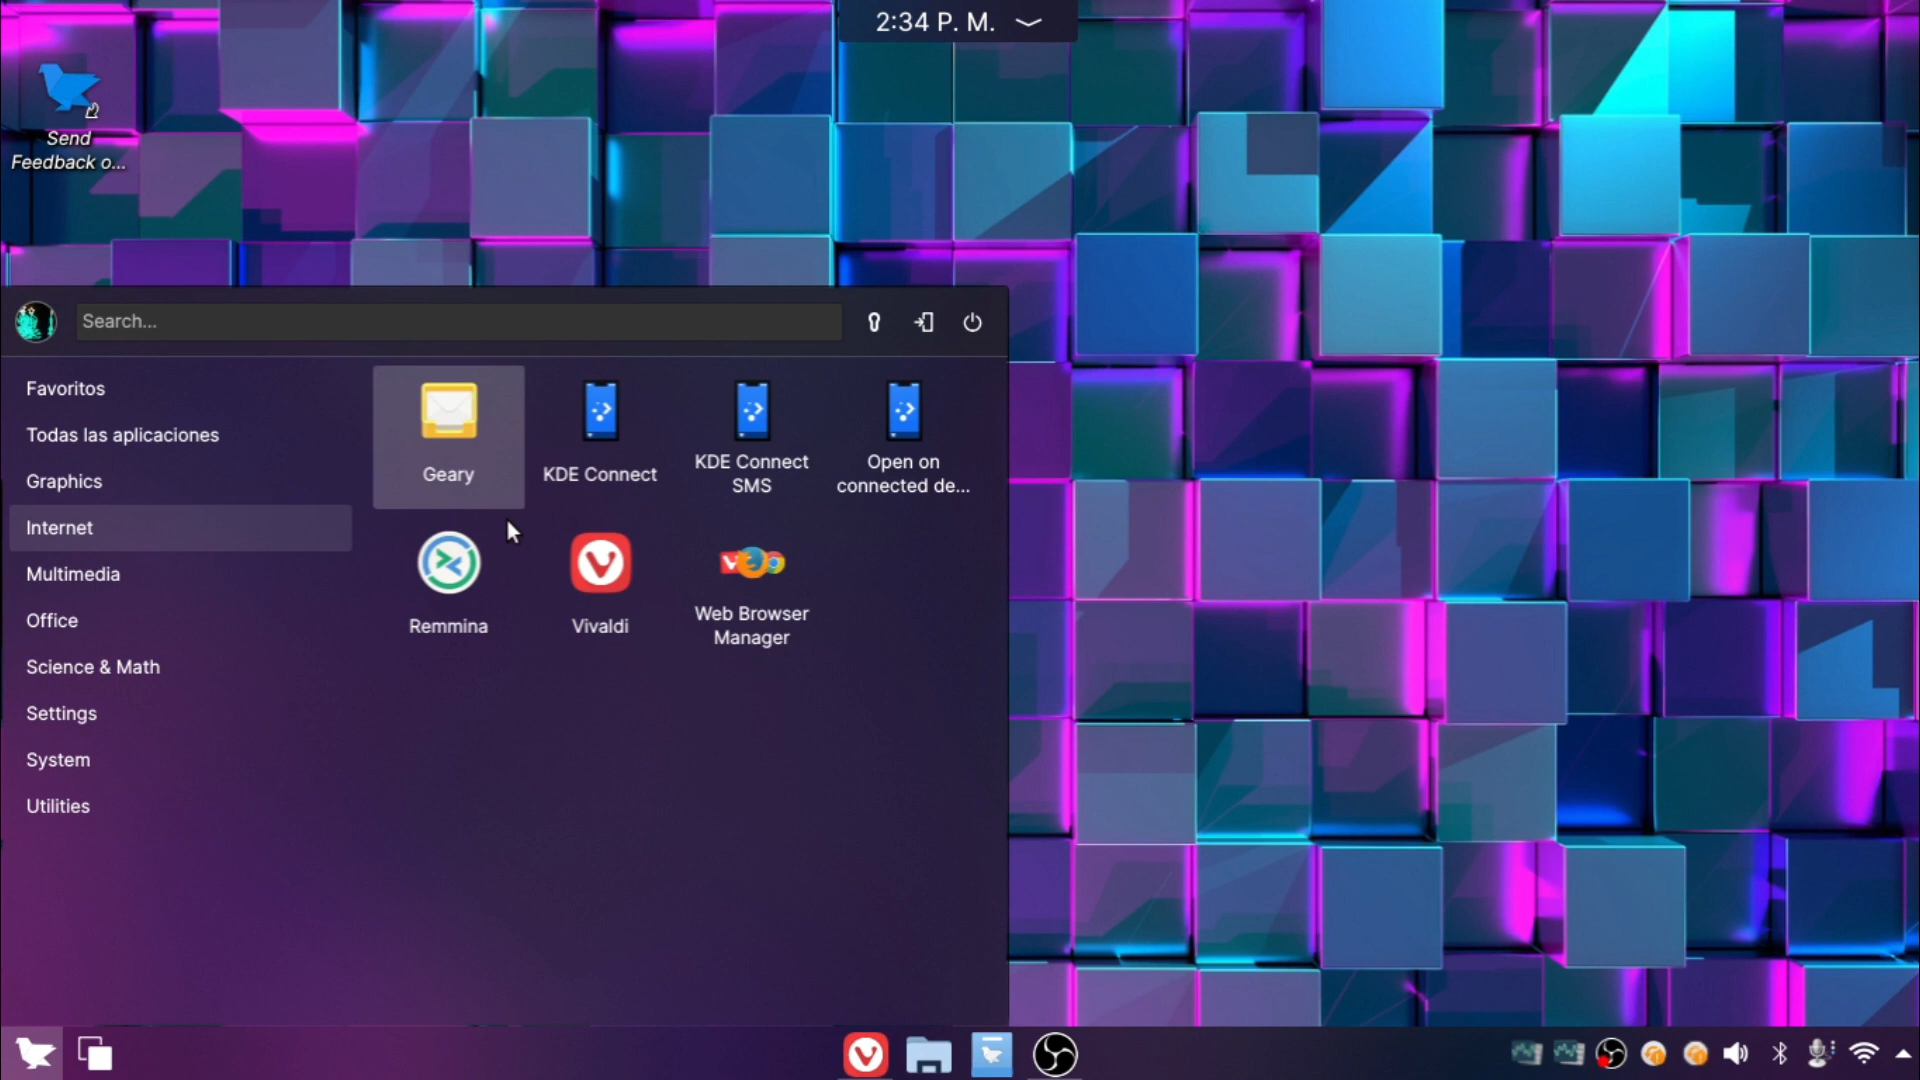 2:34 P. M.
Send
Feedback o...
Search...
Favoritos
Todas las aplicaciones
Graphics
Internet
Multimedia
Office
Science & Math
Settings
System
Utilities
Geary
KDE Connect
KDE Connect
SMS
Open on
connected de...
Remmina
Vivaldi
Web Browser
Manager